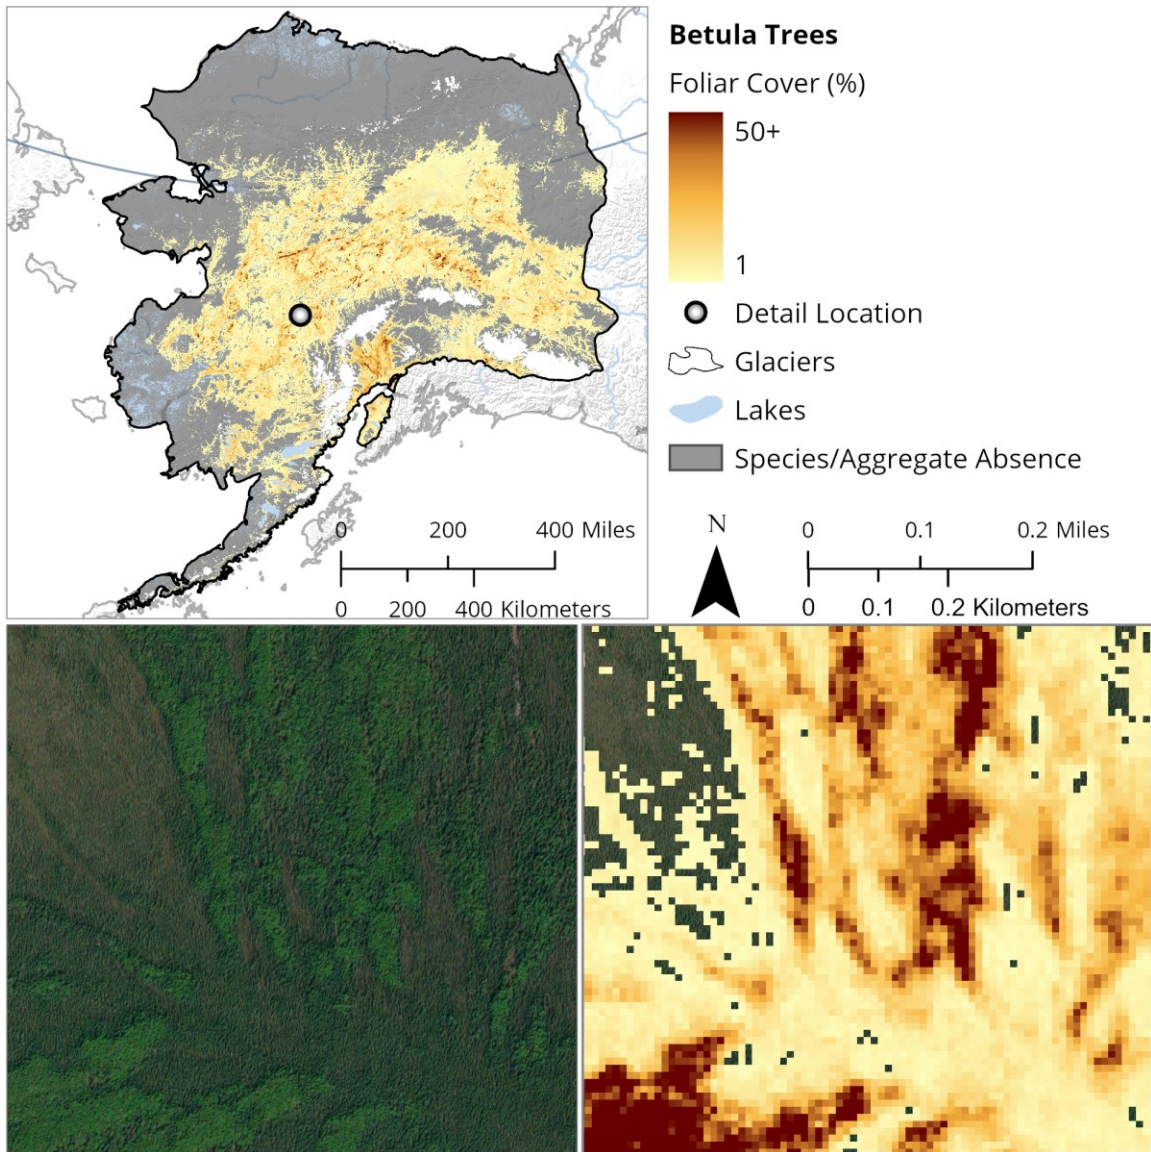 Betula Trees
Foliar Cover (%)
50+
1
Detail Location
Glaciers
Lakes
Species/Aggregate Absence
0 200 400 Miles
0 200 400 Kilometers
N
0 0.1 0.2 Miles
0 0.1 0.2 Kilometers